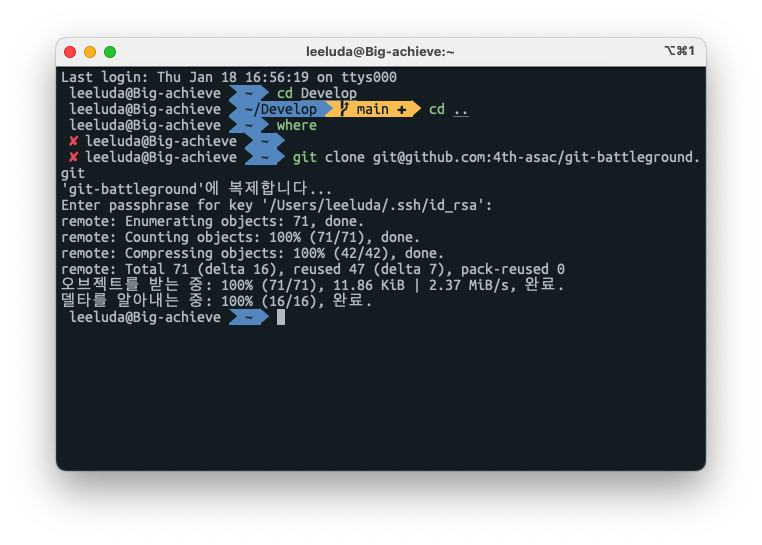 leeluda@Big-achieve:~
⌥⌘1
Last login: Thu Jan 18 16:56:19 on ttys000
leeluda@Big-achieve ~ cd Develop
leeluda@Big-achieve ~/Develop main + cd ..
leeluda@Big-achieve ~ where
✘ leeluda@Big-achieve ~
✘ leeluda@Big-achieve ~ git clone git@github.com:4th-asac/git-battleground.
git
'git-battleground'에 복제합니다...
Enter passphrase for key '/Users/leeluda/.ssh/id_rsa':
remote: Enumerating objects: 71, done.
remote: Counting objects: 100% (71/71), done.
remote: Compressing objects: 100% (42/42), done.
remote: Total 71 (delta 16), reused 47 (delta 7), pack-reused 0
오브젝트를 받는 중: 100% (71/71), 11.86 KiB | 2.37 MiB/s, 완료.
델타를 알아내는 중: 100% (16/16), 완료.
leeluda@Big-achieve ~